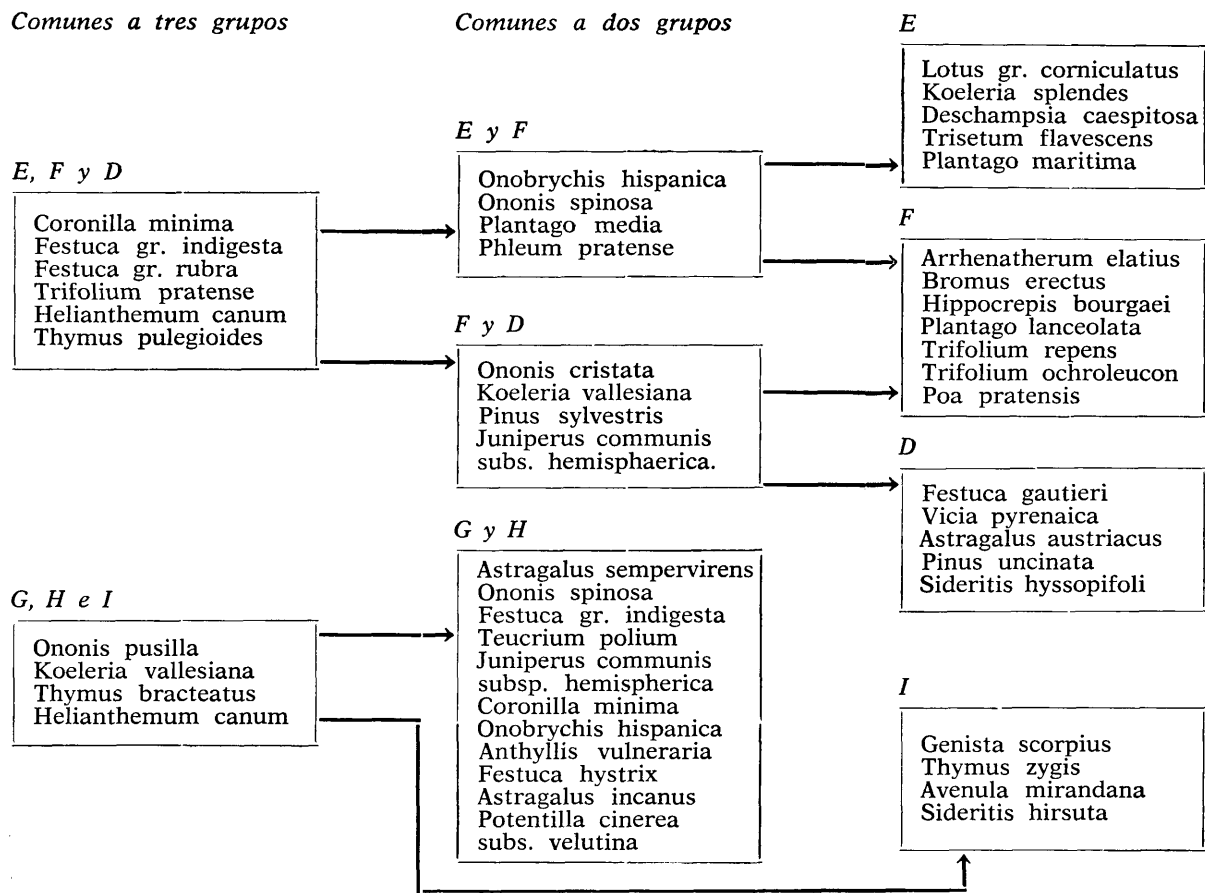 Comunes a tres grupos
Comunes a dos grupos
E, F y D
Coronilla minima
Festuca gr. indigesta
Festuca gr. rubra
Trifolium pratense
Helianthemum canum
Thymus pulegioides
G, H e I
Ononis pusilla
Koeleria vallesiana
Thymus bracteatus
Helianthemum canum
E y F
Onobrychis hispanica
Ononis spinosa
Plantago media
Phleum pratense
F y D
Ononis cristata
Koeleria vallesiana
Pinus sylvestris
Juniperus communis
subs. hemisphaerica.
G y H
Astragalus sempervirens
Ononis spinosa
Festuca gr. indigesta
Teucrium polium
Juniperus communis
subsp. hemispherica
Coronilla minima
Onobrychis hispanica
Anthyllis vulneraria
Festuca hystrix
Astragalus incanus
Potentilla cinerea
subs. velutina
E
Lotus gr. corniculatus
Koeleria splendes
Deschampsia caespitosa
Trisetum flavescens
Plantago maritima
F
Arrhenatherum elatius
Bromus erectus
Hippocrepis bourgaei
Plantago lanceolata
Trifolium repens
Trifolium ochroleucon
Poa pratensis
D
Festuca gautieri
Vicia pyrenaica
Astragalus austriacus
Pinus uncinata
Sideritis hyssopifoli
I
Genista scorpius
Thymus zygis
Avenula mirandana
Sideritis hirsuta